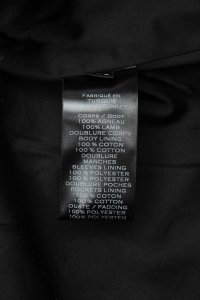 FABRIQUÉ EN
TURQUIE
MADE IN TURKEY
CORPS / BODY
100% AGNEAU
100% LAMB
DOUBLURE CORPS
BODY LINING
100 % COTON
100 % COTTON
DOUBLURE
MANCHES
SLEEVES LINING
100 % POLYESTER
100 % POLYESTER
DOUBLURE POCHES
POCKETS LINING
100 % COTON
100 % COTTON
OUATE / PADDING
100 % POLYESTER
100% POLYESTER